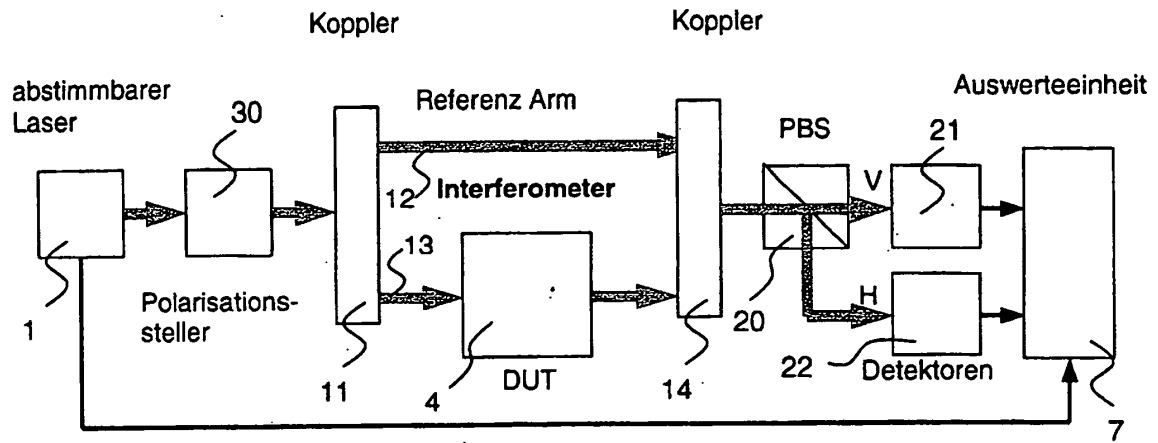 Koppler
Koppler
abstimmbarer
Laser
30
Referenz Arm
PBS
Auswerteeinheit
21
12
Interferometer
V
13
1
Polarisations-
steller
11
4
DUT
14
20
H
22
Detektoren
7